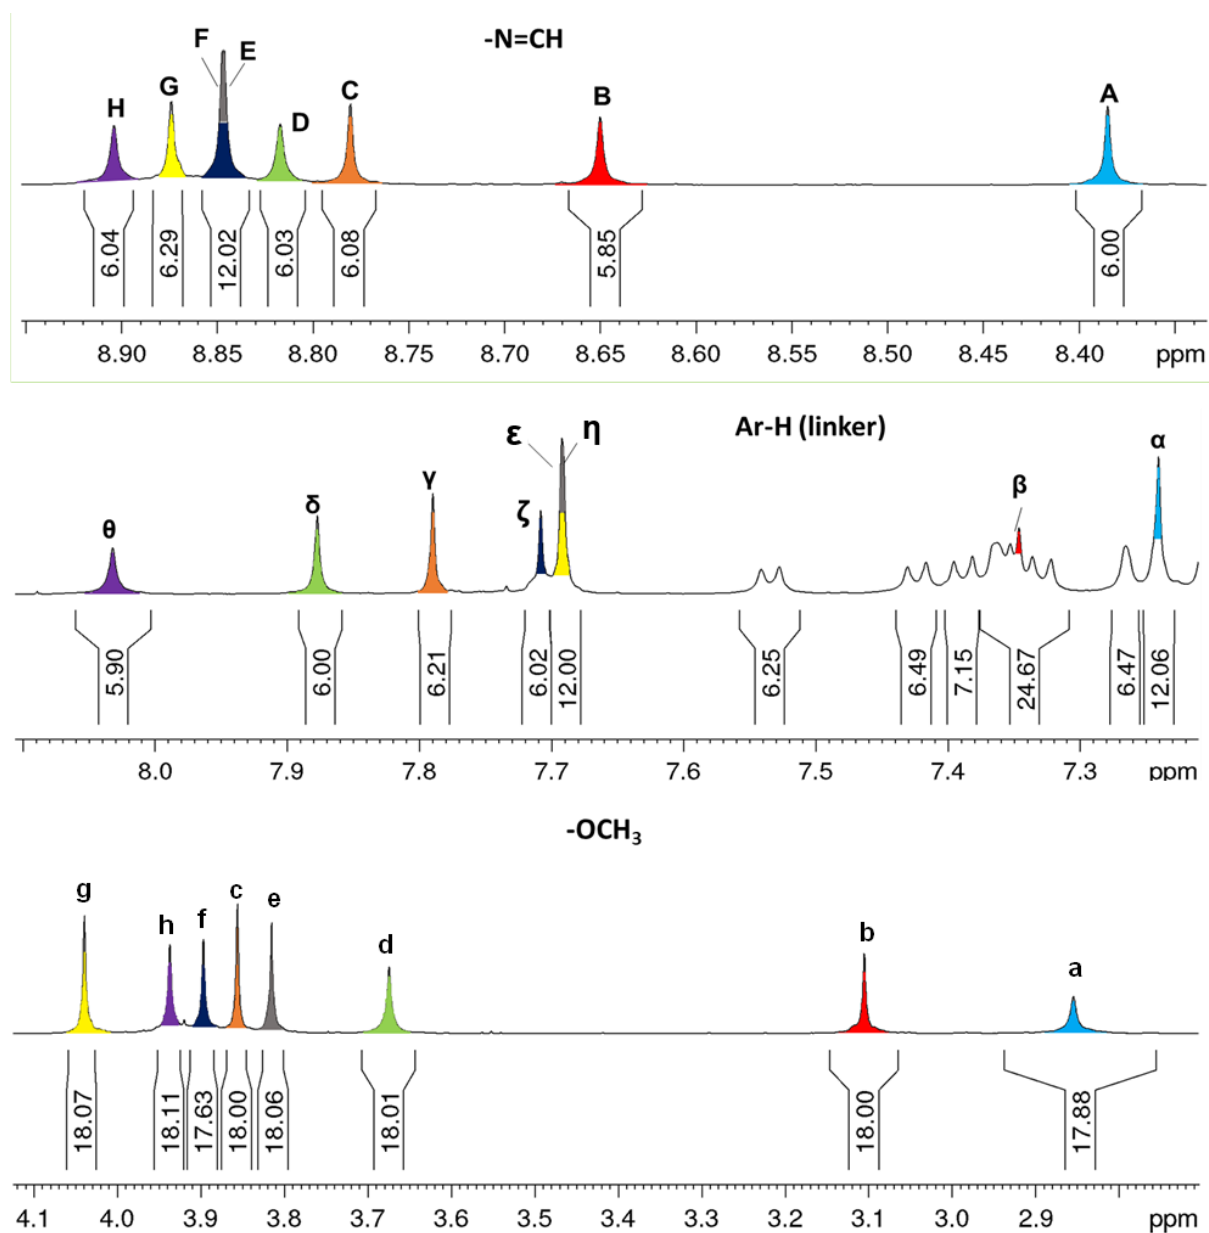 -N=CH
F
E
H
G
C
D
B
A
6.04
6.29
12.02
6.03
6.08
5.85
6.00
8.90 8.85 8.80 8.75 8.70 8.65 8.60 8.55 8.50 8.45 8.40 ppm
Ar-H (linker)
θ
δ
γ
ζ
ε
η
β
α
5.90
6.00
6.21
6.02
12.00
6.25
6.49
7.15
24.67
6.47
12.06
8.0 7.9 7.8 7.7 7.6 7.5 7.4 7.3 ppm
-OCH₃
g
h
f
c
e
d
b
a
18.07
18.11
17.63
18.00
18.06
18.01
18.00
17.88
4.1 4.0 3.9 3.8 3.7 3.6 3.5 3.4 3.3 3.2 3.1 3.0 2.9 ppm